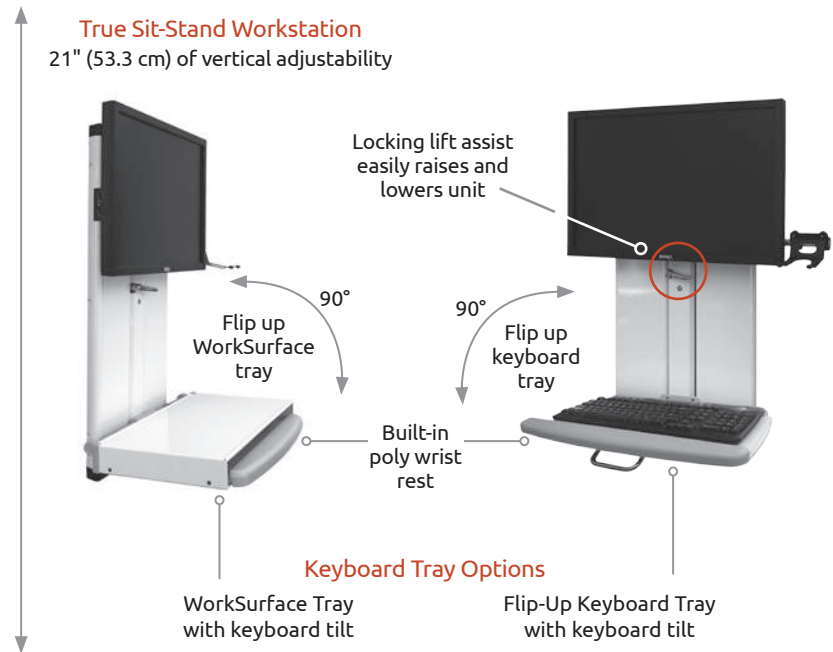 True Sit-Stand Workstation
21" (53.3 cm) of vertical adjustability
Locking lift assist
easily raises and
lowers unit
90°
Flip up
WorkSurface
tray
90°
Flip up
keyboard
tray
Built-in
poly wrist
rest
Keyboard Tray Options
WorkSurface Tray
with keyboard tilt
Flip-Up Keyboard Tray
with keyboard tilt